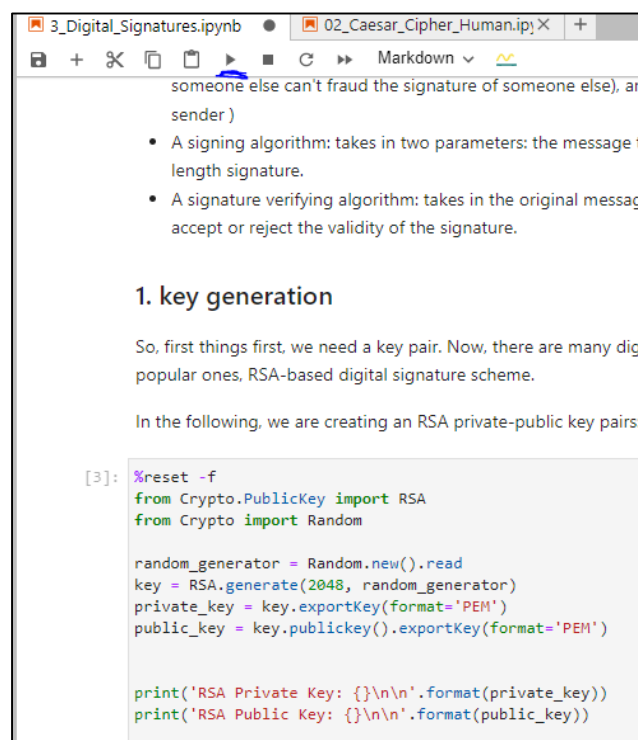 3_Digital_Signatures.ipynb 02_Caesar_Cipher_Human.ip
Markdown
someone else can't fraud the signature of someone else), ar
sender )
• A signing algorithm: takes in two parameters: the message
length signature.
• A signature verifying algorithm: takes in the original messag
accept or reject the validity of the signature.
1. key generation
So, first things first, we need a key pair. Now, there are many dig
popular ones, RSA-based digital signature scheme.
In the following, we are creating an RSA private-public key pairs
[3]: %reset -f
from Crypto.PublicKey import RSA
from Crypto import Random
random_generator = Random.new().read
key = RSA.generate(2048, random_generator)
private_key = key.exportKey(format='PEM')
public_key = key.publickey().exportKey(format='PEM')
print('RSA Private Key: {}\n\n'.format(private_key))
print('RSA Public Key: {}\n\n'.format(public_key))